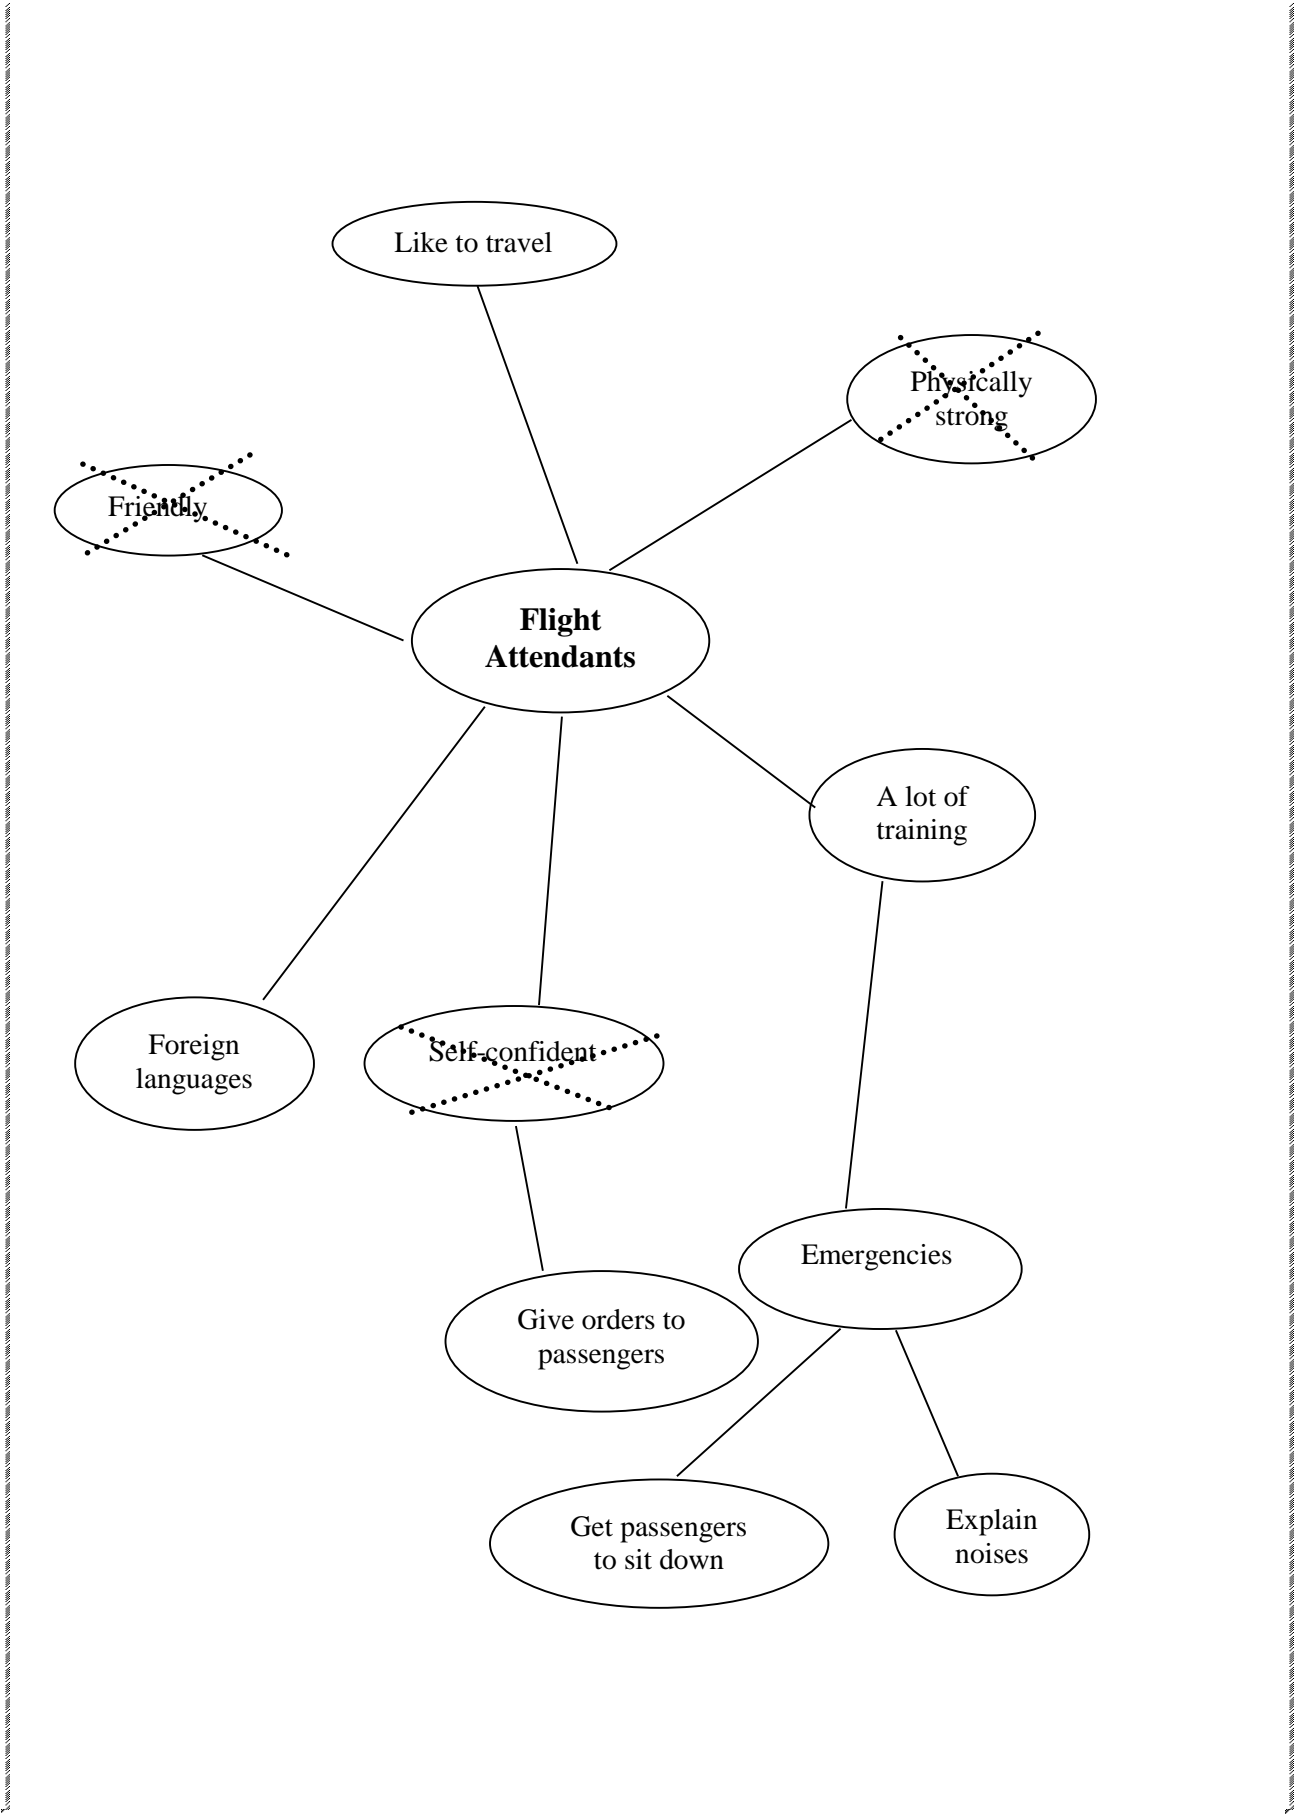 Like to travel
Physically
strong
Friendly
Flight
Attendants
A lot of
training
Foreign
languages
Self-confident
Emergencies
Give orders to
passengers
Get passengers
to sit down
Explain
noises